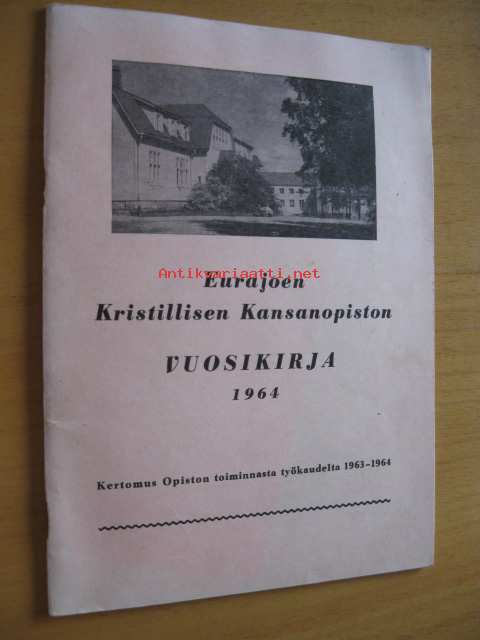 Antikvariaatti.net
Eurajoen
Kristillisen Kansanopiston
VUOSIKIRJA
1964
Kertomus Opiston toiminnasta työkaudelta 1963-1964